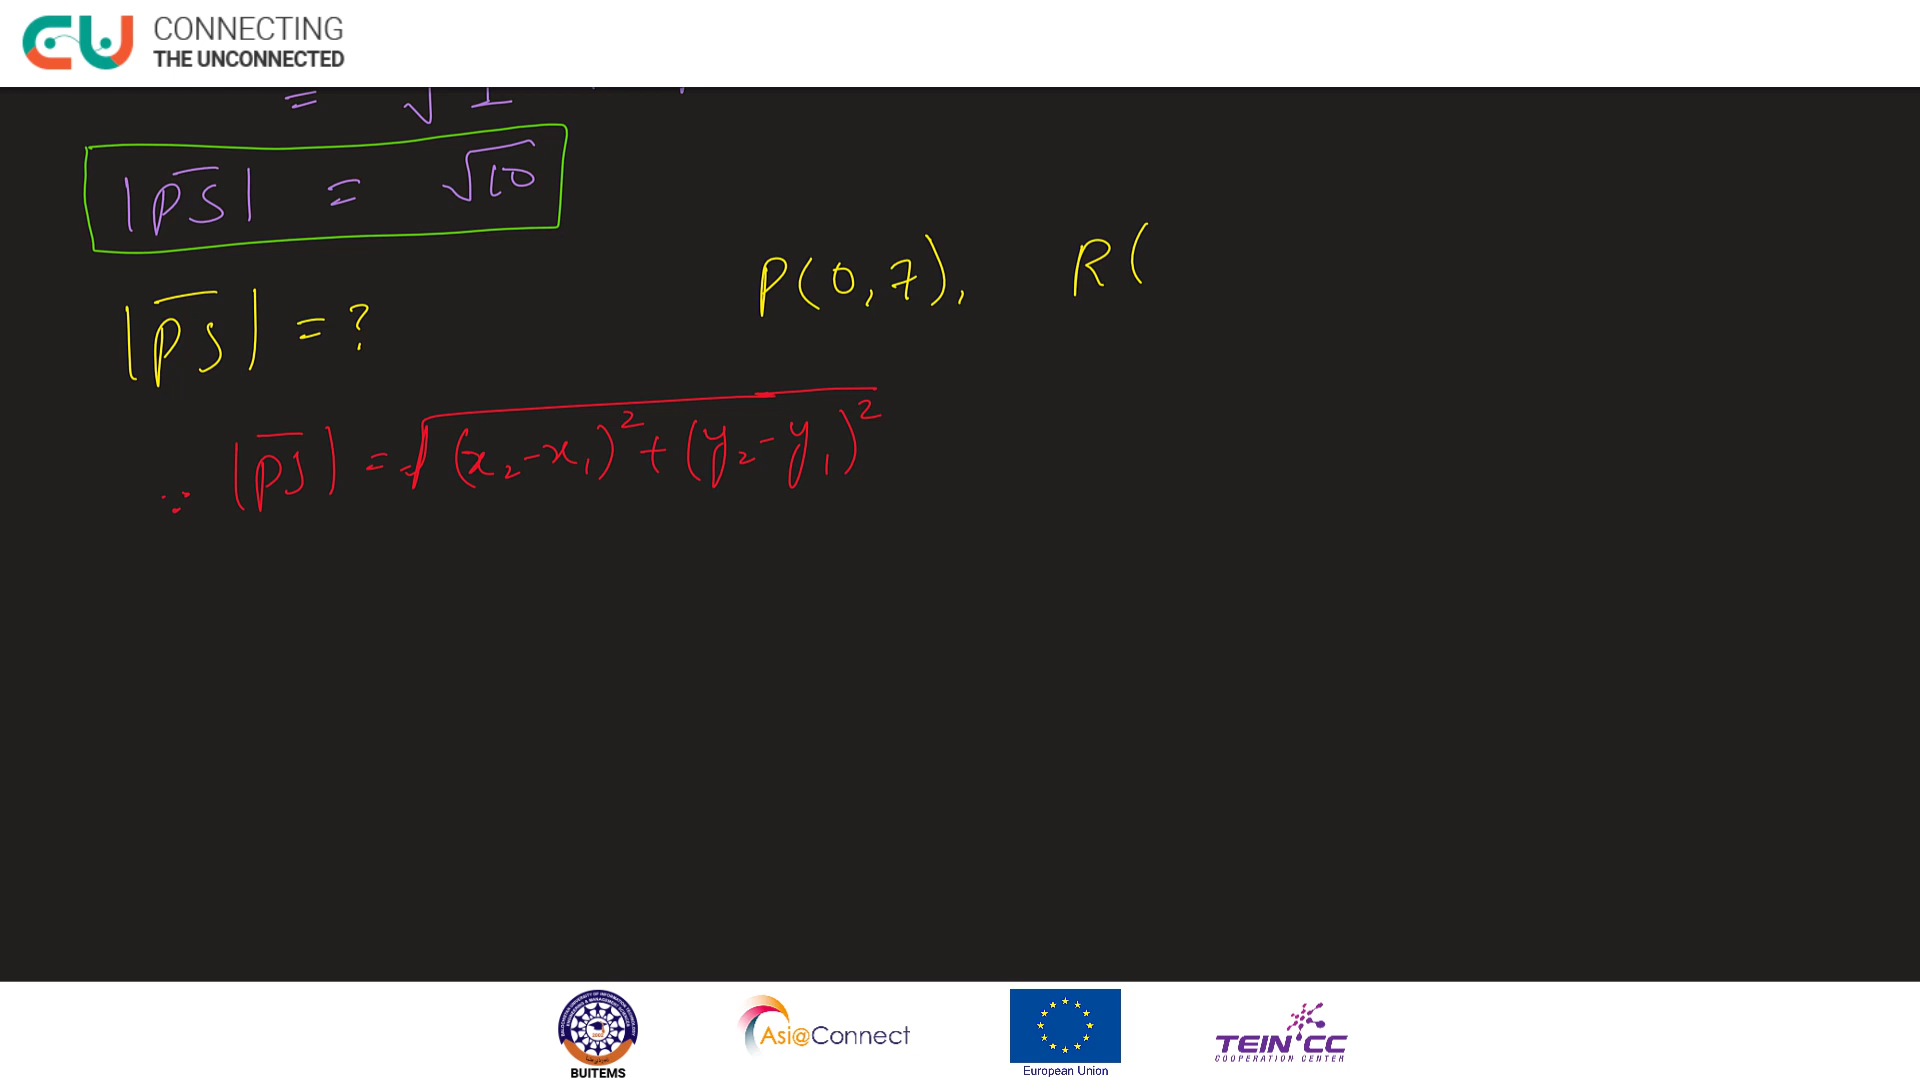 CONNECTING
THE UNCONNECTED
= √1
|PS| = √10
P(0,7), R(
|PS| = ?
∵ |PS| = √(x₂-x₁)² + (y₂-y₁)²
Asi@Connect
TEIN*CC
COOPERATION CENTER
European Union
BUITEMS